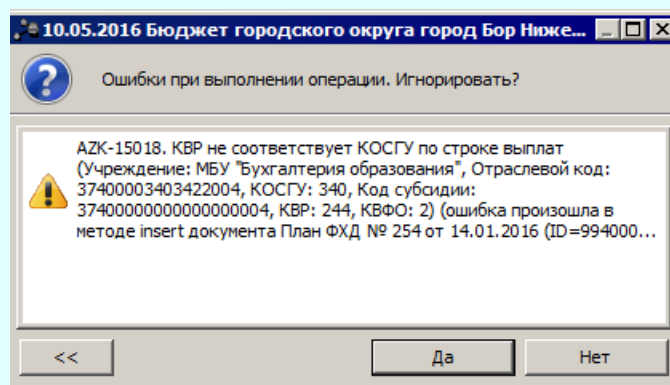 10.05.2016 Бюджет городского округа город Бор Ниже...
Ошибки при выполнении операции. Игнорировать?
AZK-15018. КВР не соответствует КОСГУ по строке выплат
(Учреждение: МБУ "Бухгалтерия образования", Отраслевой код:
37400003403422004, КОСГУ: 340, Код субсидии:
37400000000000000004, КВР: 244, КВФО: 2) (ошибка произошла в
методе insert документа План ФХД № 254 от 14.01.2016 (ID=994000...
<<
Да
Нет